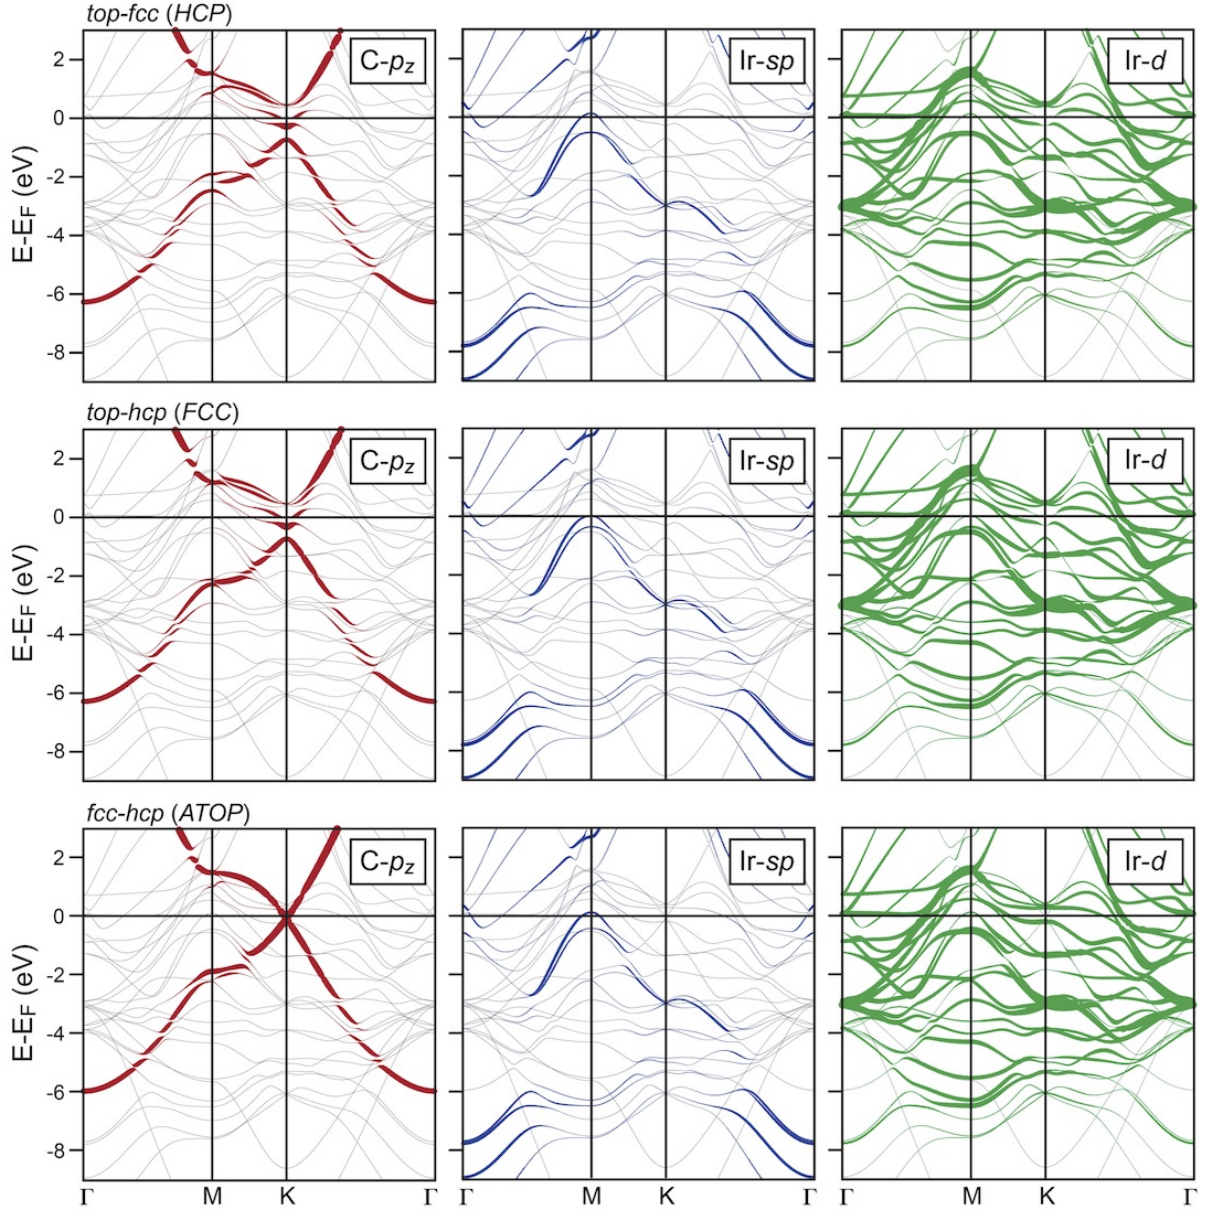 top-fcc (HCP)
C-pz
Ir-sp
Ir-d
E-EF (eV)
2
0
-2
-4
-6
-8
top-hcp (FCC)
C-pz
Ir-sp
Ir-d
E-EF (eV)
2
0
-2
-4
-6
-8
fcc-hcp (ATOP)
C-pz
Ir-sp
Ir-d
E-EF (eV)
2
0
-2
-4
-6
-8
Γ M K Γ Γ M K Γ Γ M K Γ